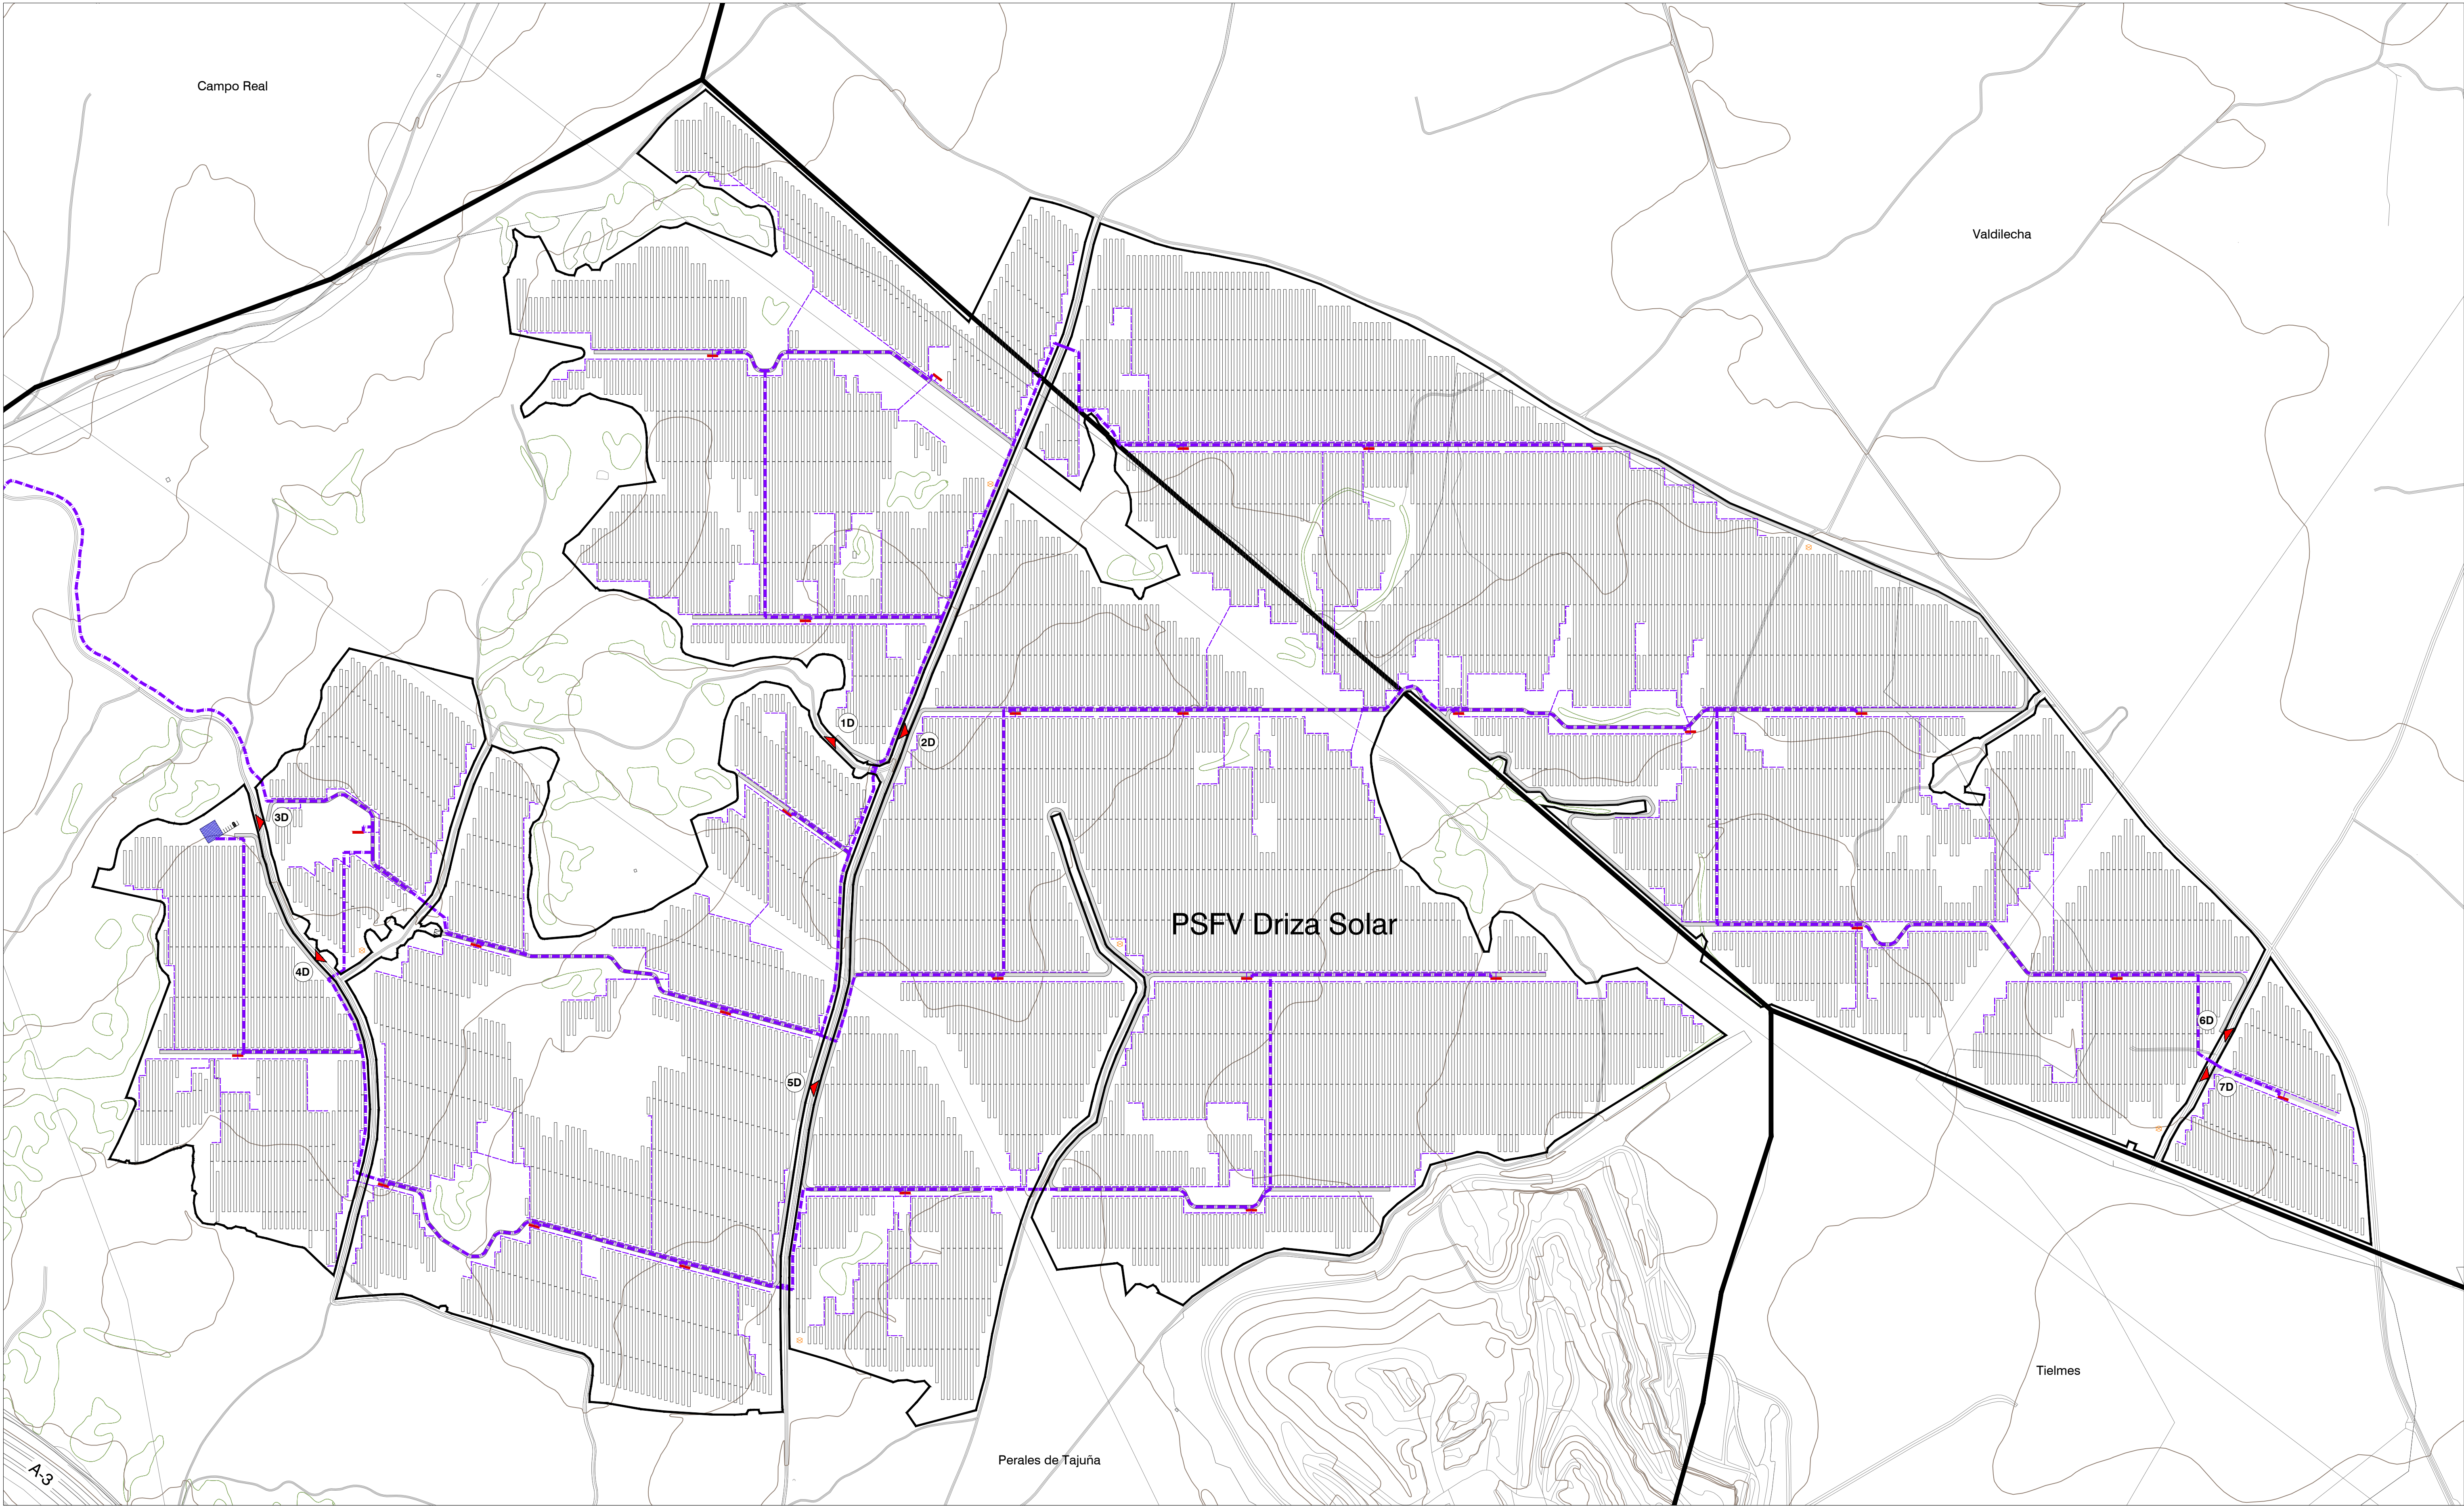 Campo Real
Valdilecha
1D
2D
3D
PSFV Driza Solar
4D
6D
5D
7D
Tielmes
Perales de Tajuña
A-3